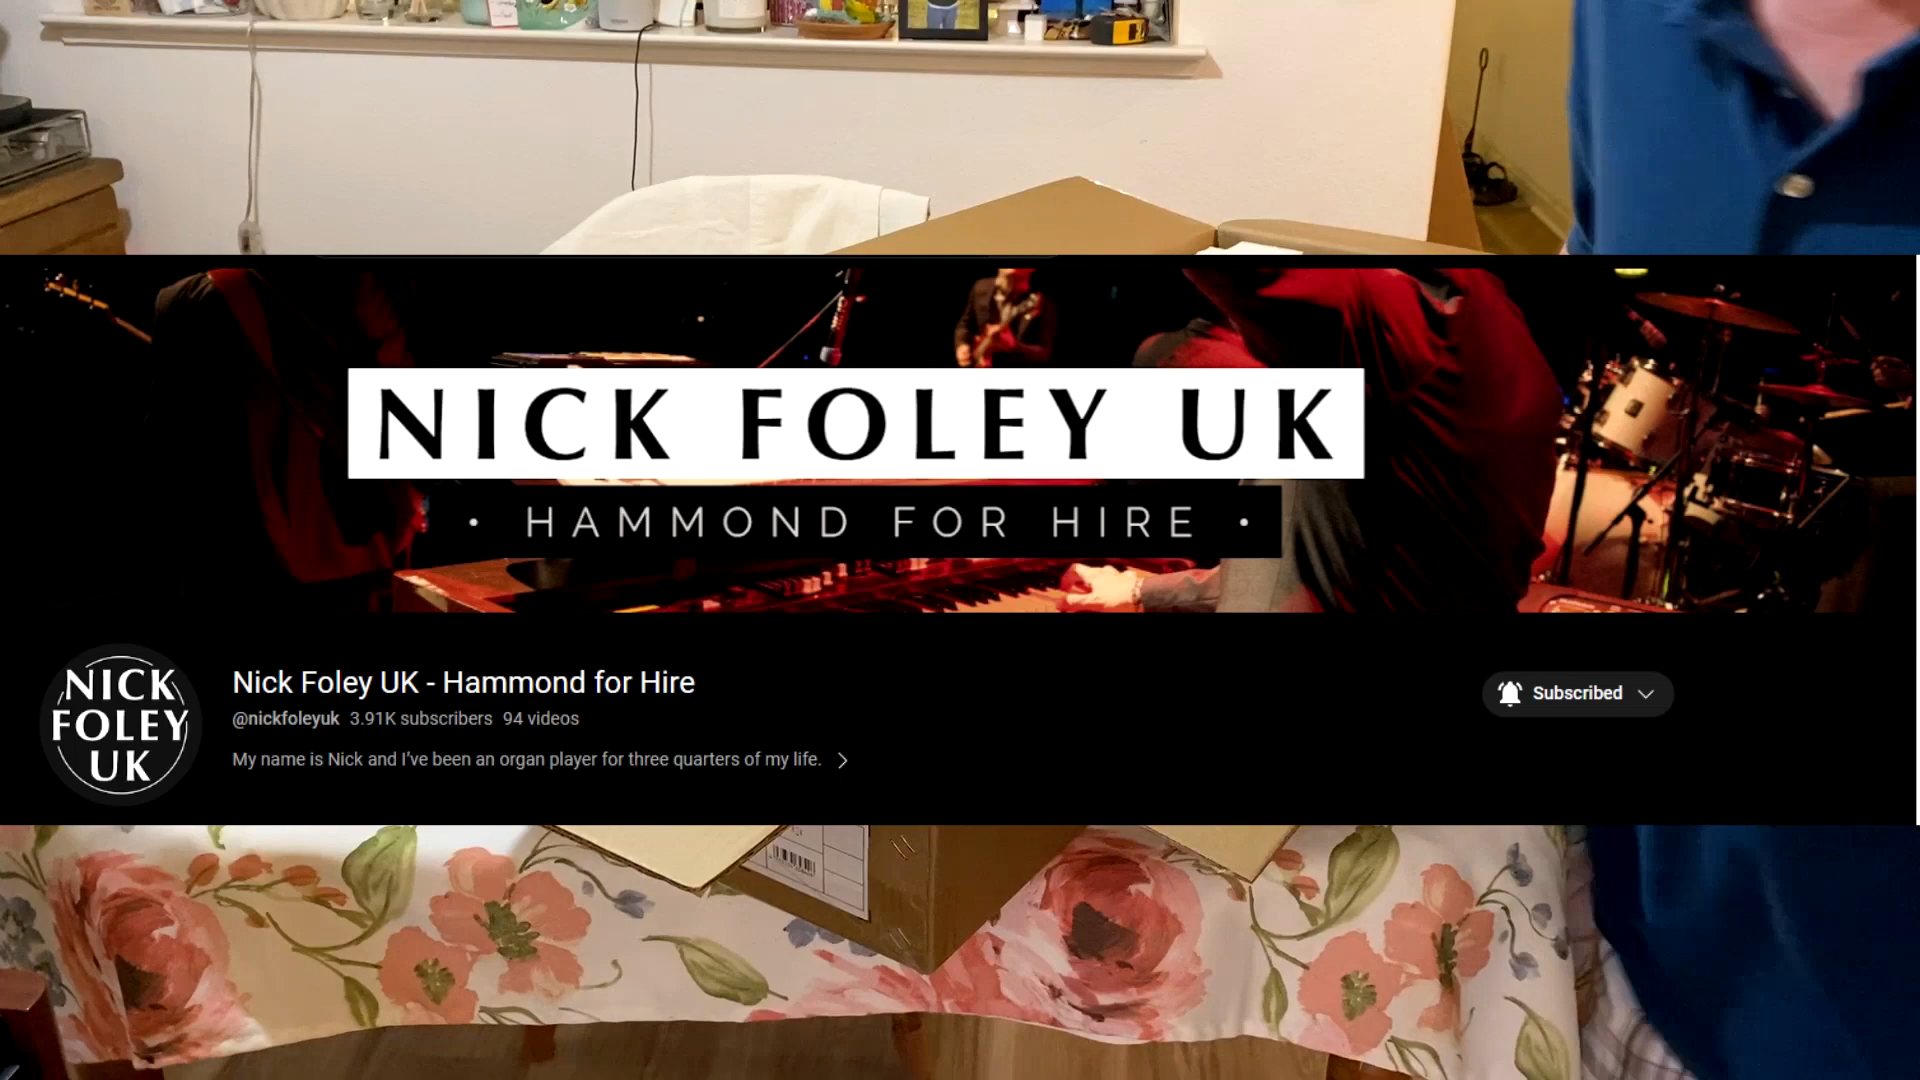 NICK FOLEY UK
• HAMMOND FOR HIRE •
NICK
FOLEY
UK
Nick Foley UK - Hammond for Hire
@nickfoleyuk 3.91K subscribers 94 videos
My name is Nick and I've been an organ player for three quarters of my life.
Subscribed